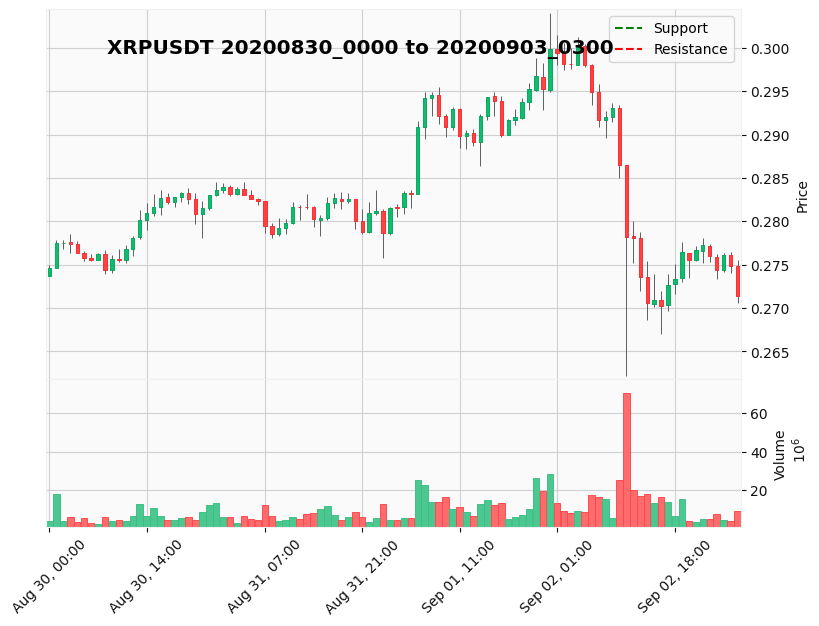 XRPUSDT 20200830_0000 to 20200903_0300
Support
Resistance
0.300
0.295
0.290
0.285
0.280
0.275
0.270
0.265
Price
60
40
20
Volume
10^6
Aug 30, 00:00
Aug 30, 14:00
Aug 31, 07:00
Aug 31, 21:00
Sep 01, 11:00
Sep 02, 01:00
Sep 02, 18:00